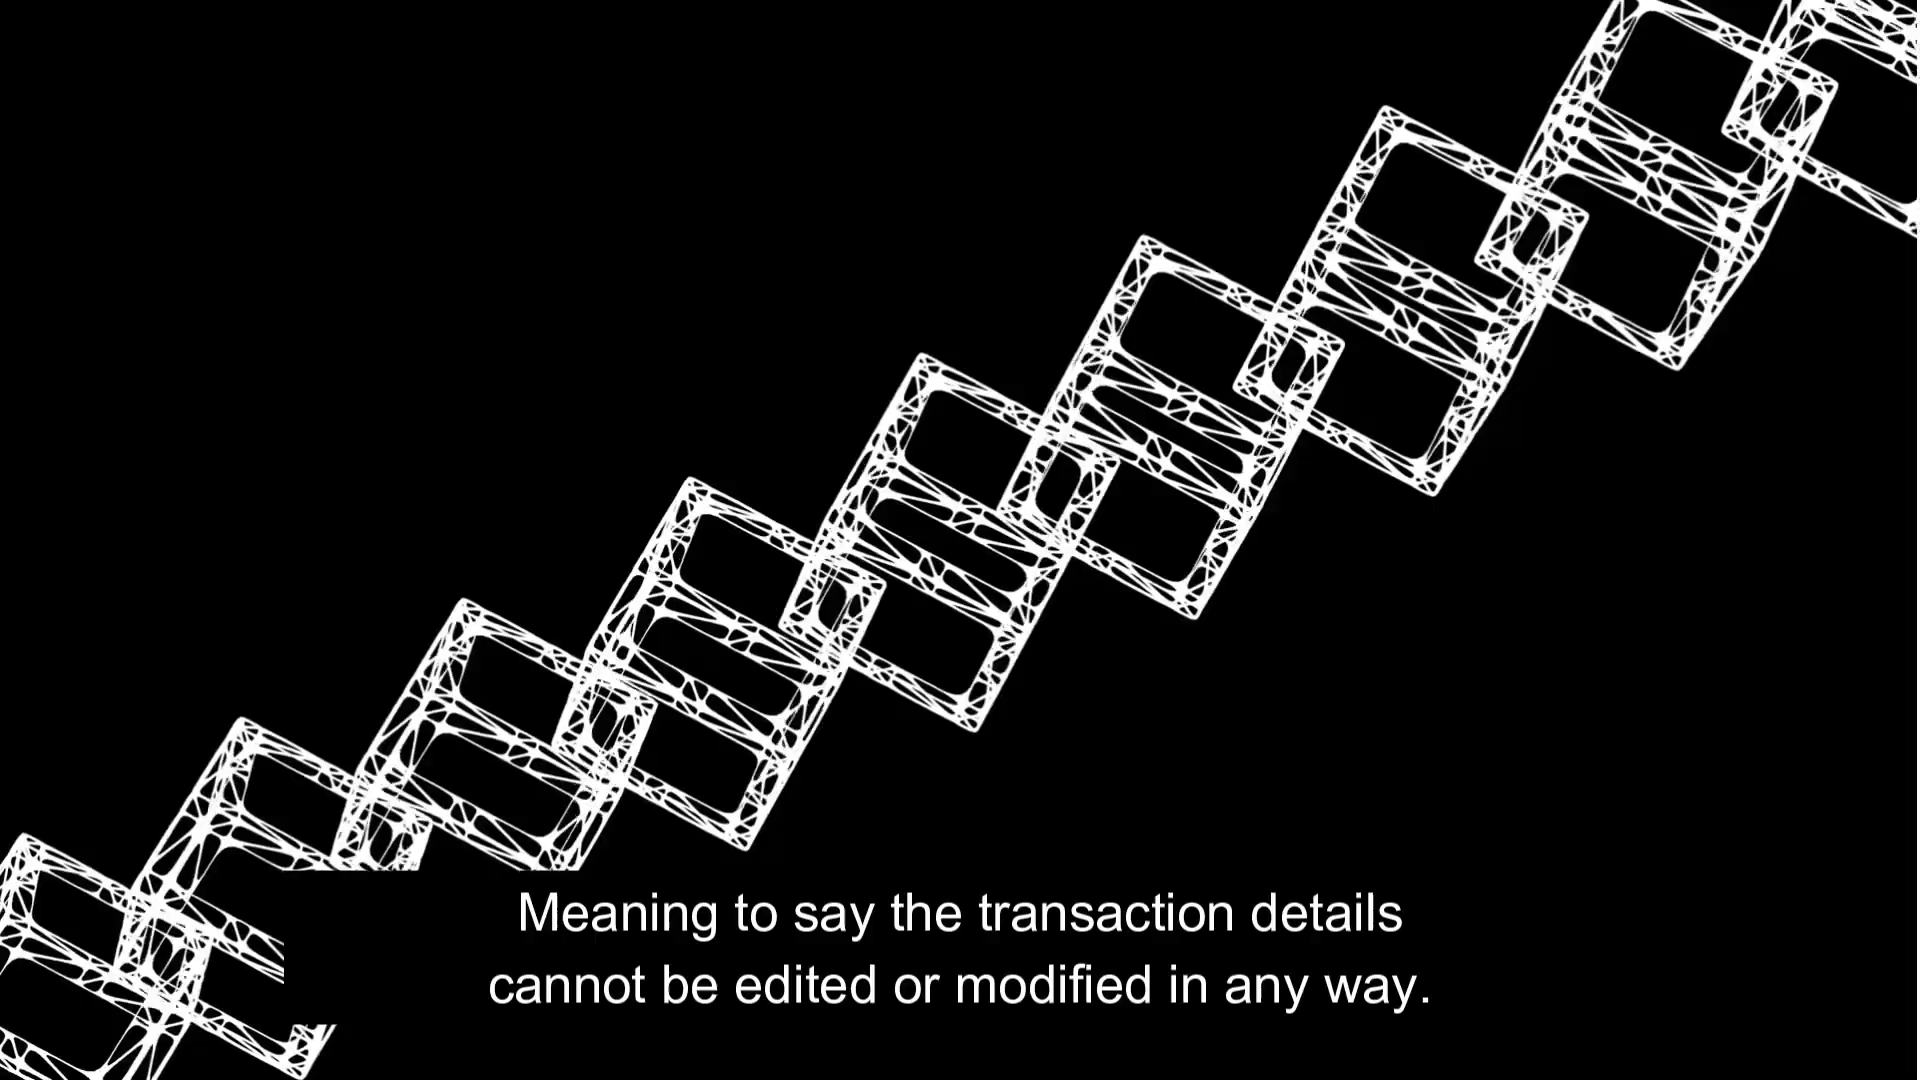 Meaning to say the transaction details
cannot be edited or modified in any way.